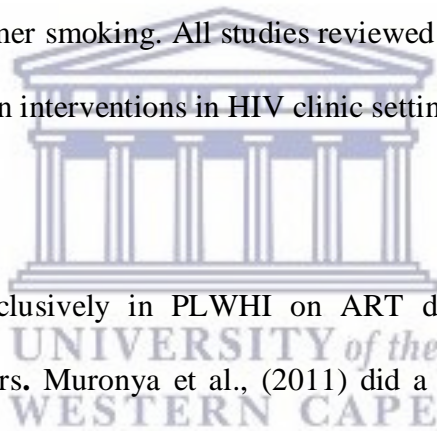 ner smoking. All studies reviewed
n interventions in HIV clinic settin
clusively in PLWHI on ART d
UNIVERSITY of the
rs. Muronya et al., (2011) did a
WESTERN CAPE